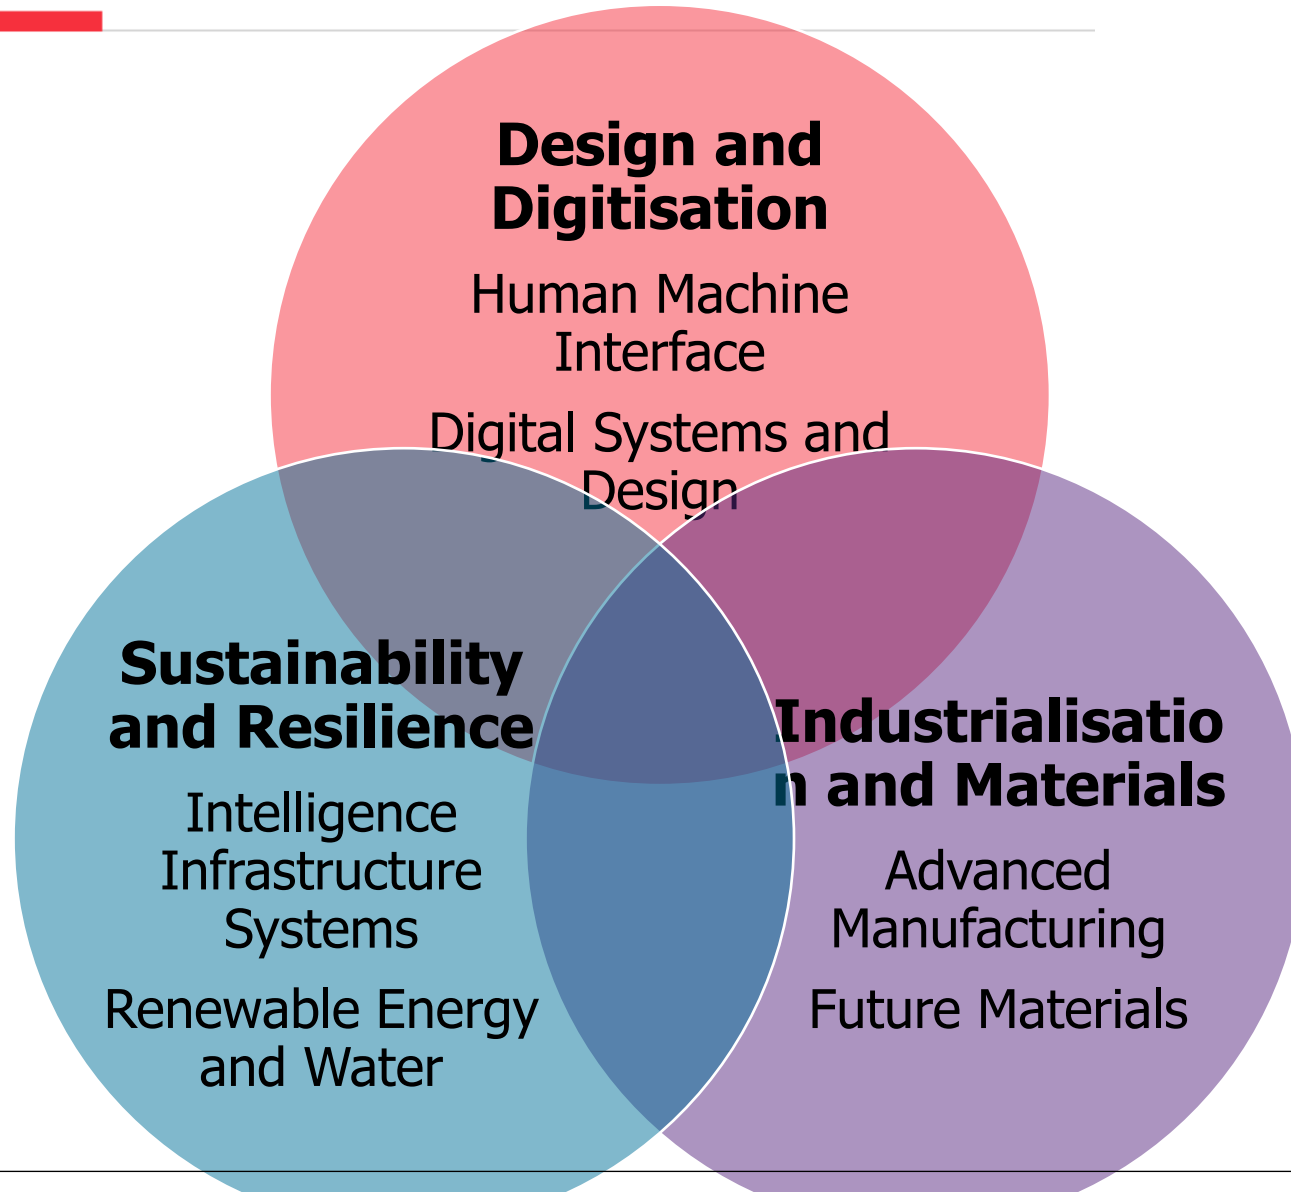 Design and
Digitisation
Human Machine
Interface
Digital Systems and
Design
Sustainability
and Resilience
Intelligence
Infrastructure
Systems
Renewable Energy
and Water
Industrialisatio
n and Materials
Advanced
Manufacturing
Future Materials